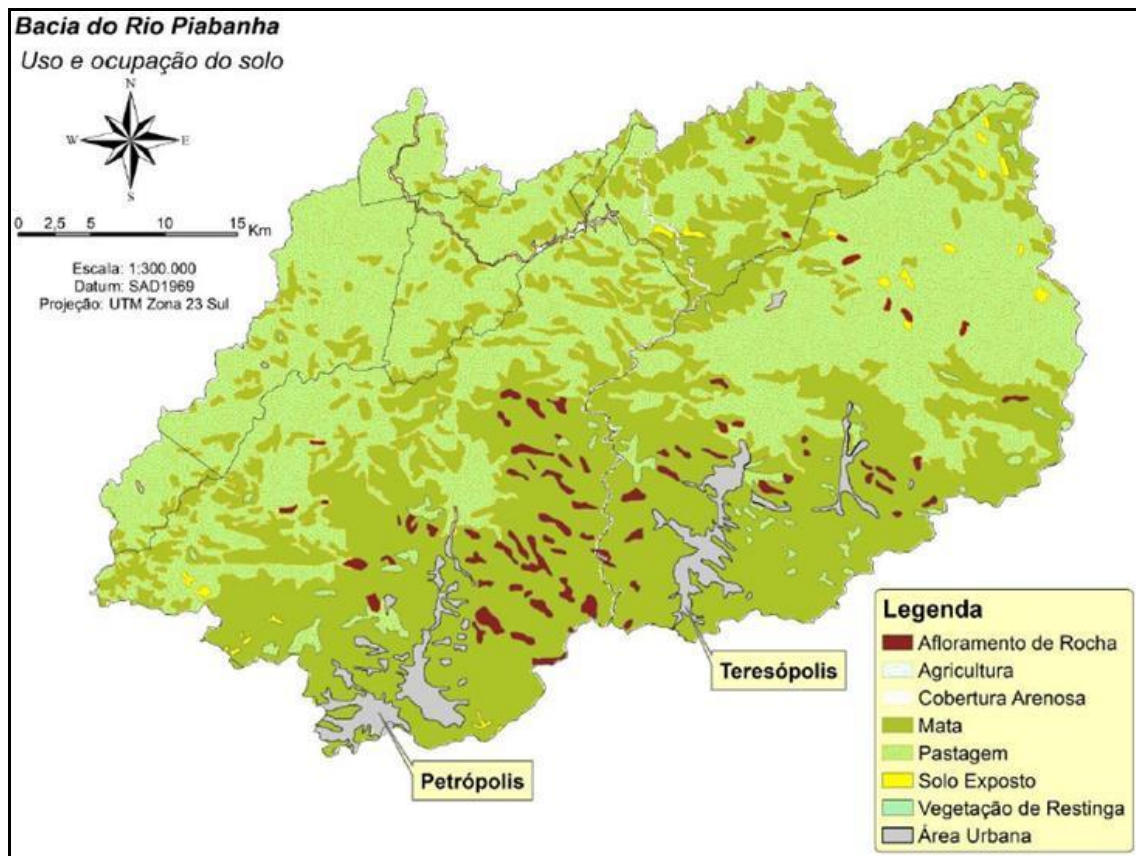 Bacia do Rio Piabanha
Uso e ocupação do solo
N
W
E
S
0 2,5 5 10 15 Km
Escala: 1:300.000
Datum: SAD1969
Projeção: UTM Zona 23 Sul
Teresópolis
Petrópolis
Legenda
Afloramento de Rocha
Agricultura
Cobertura Arenosa
Mata
Pastagem
Solo Exposto
Vegetação de Restinga
Área Urbana